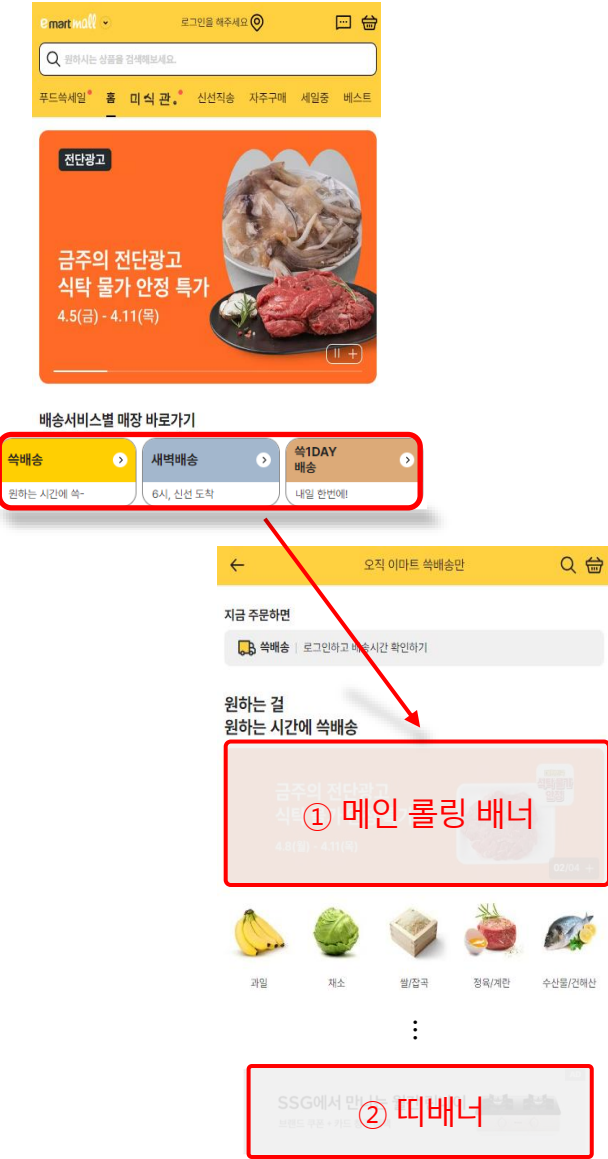 emart mall
로그인을 해주세요
원하시는 상품을 검색해보세요.
푸드쓱세일 홈 미식관. 신선직송 자주구매 세일중 베스트
전단광고
금주의 전단광고
식탁 물가 안정 특가
4.5(금) - 4.11(목)
배송서비스별 매장 바로가기
쓱배송
원하는 시간에 쓱-
새벽배송
6시, 신선 도착
쓱1DAY
배송
내일 한번에!
오직 이마트 쓱배송만
지금 주문하면
쓱배송 | 로그인하고 배송시간 확인하기
원하는 걸
원하는 시간에 쓱배송
금주의 전단광고
① 메인 롤링 배너
02/04 +
과일 채소 쌀/잡곡 정육/계란 수산물/건해산
⋮
SSG에서 만나는
② 띠배너